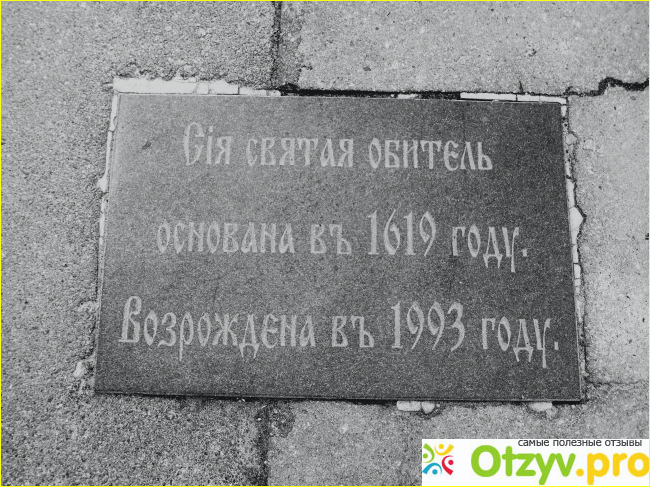 Сія святая обитель
основана въ 1619 году.
Возрождена въ 1993 году.
самые полезные отзывы
Otzyv.pro